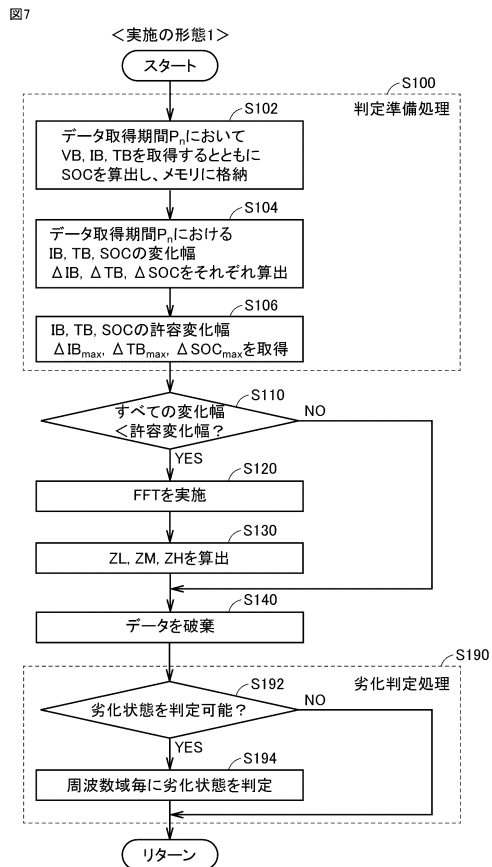 図7
＜実施の形態1＞
スタート
S100
判定準備処理
S102
データ取得期間Pnにおいて
VB, IB, TBを取得するとともに
SOCを算出し、メモリに格納
S104
データ取得期間Pnにおける
IB, TB, SOCの変化幅
ΔIB, ΔTB, ΔSOCをそれぞれ算出
S106
IB, TB, SOCの許容変化幅
ΔIBmax, ΔTBmax, ΔSOCmaxを取得
S110
すべての変化幅
＜許容変化幅？
NO
YES
S120
FFTを実施
S130
ZL, ZM, ZHを算出
S140
データを破棄
S190
劣化判定処理
S192
劣化状態を判定可能？
NO
YES
S194
周波数域毎に劣化状態を判定
リターン